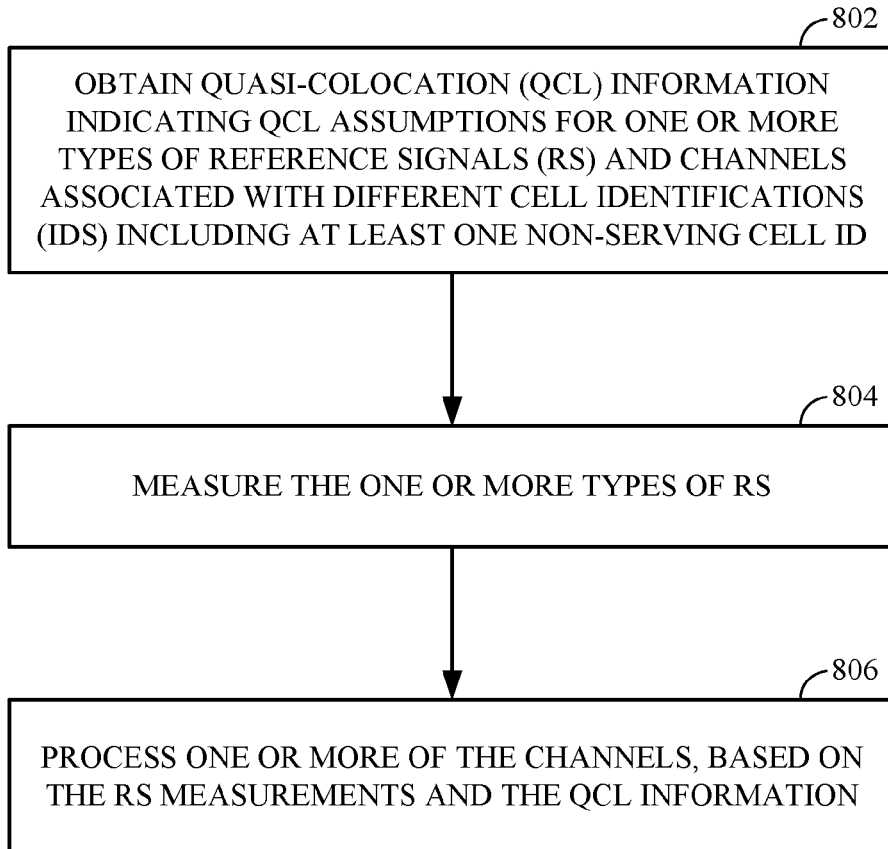 802
OBTAIN QUASI-COLOCATION (QCL) INFORMATION
INDICATING QCL ASSUMPTIONS FOR ONE OR MORE
TYPES OF REFERENCE SIGNALS (RS) AND CHANNELS
ASSOCIATED WITH DIFFERENT CELL IDENTIFICATIONS
(IDS) INCLUDING AT LEAST ONE NON-SERVING CELL ID
804
MEASURE THE ONE OR MORE TYPES OF RS
806
PROCESS ONE OR MORE OF THE CHANNELS, BASED ON
THE RS MEASUREMENTS AND THE QCL INFORMATION